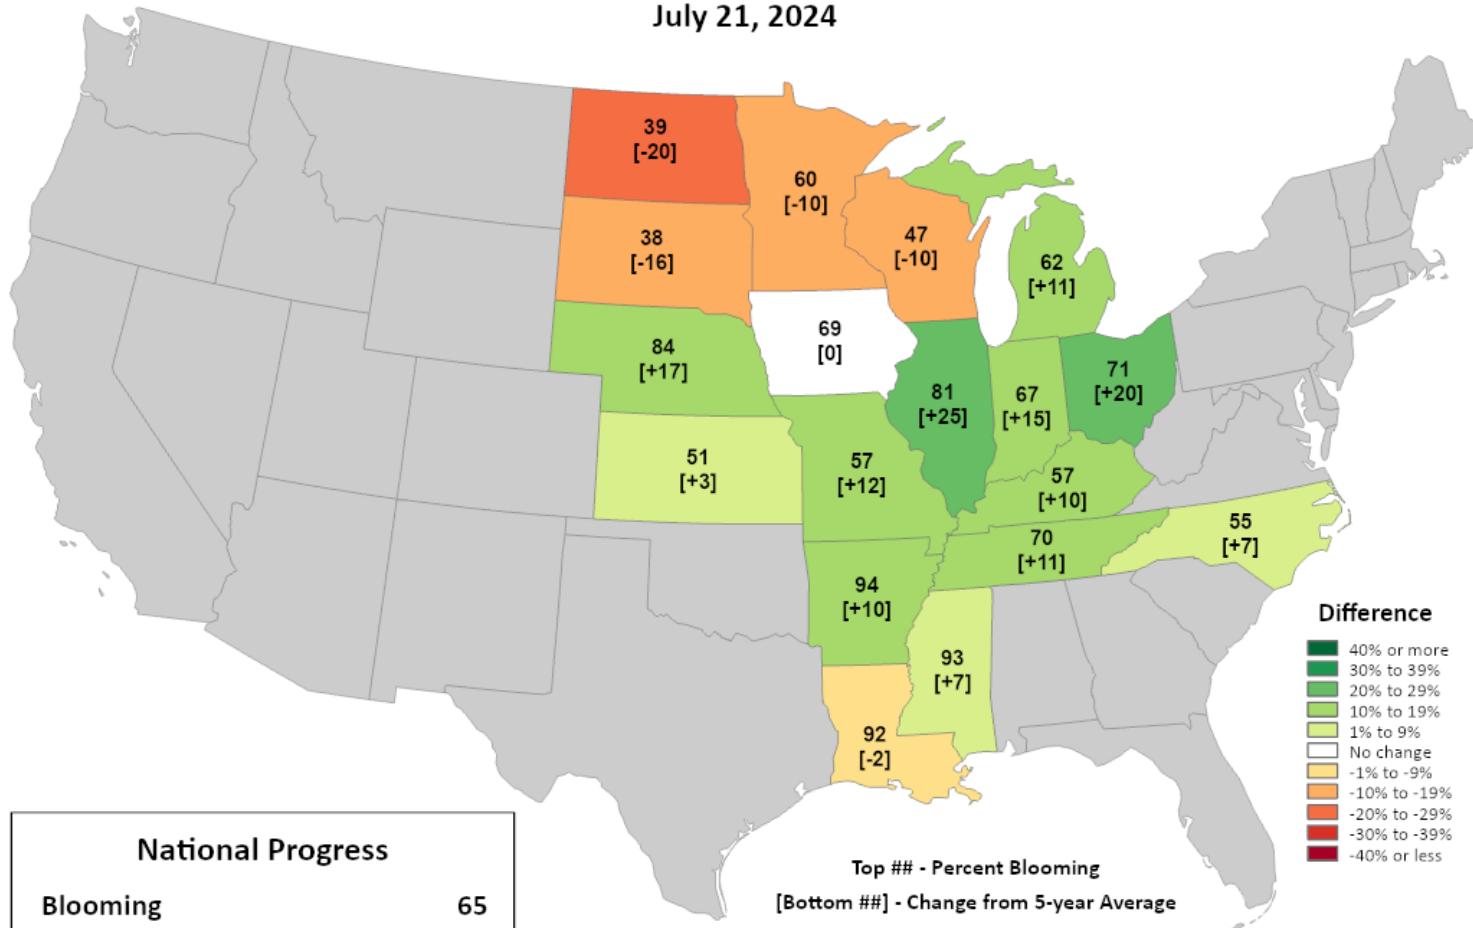 July 21, 2024
39
[-20]
60
[-10]
38
[-16]
47
[-10]
62
[+11]
69
[0]
84
[+17]
71
[+20]
81
[+25]
67
[+15]
51
[+3]
57
[+12]
57
[+10]
55
[+7]
70
[+11]
94
[+10]
93
[+7]
92
[-2]
Difference
40% or more
30% to 39%
20% to 29%
10% to 19%
1% to 9%
No change
-1% to -9%
-10% to -19%
-20% to -29%
-30% to -39%
-40% or less
National Progress
Blooming 65
Top ## - Percent Blooming
[Bottom ##] - Change from 5-year Average